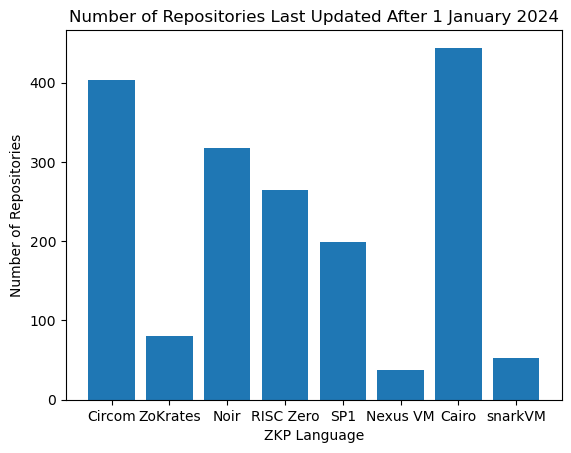 Number of Repositories Last Updated After 1 January 2024
Number of Repositories
400
300
200
100
0
Circom ZoKrates Noir RISC Zero SP1 Nexus VM Cairo snarkVM
ZKP Language